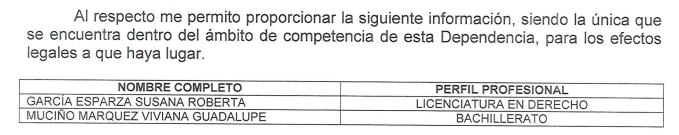 Al respecto me permito proporcionar la siguiente información, siendo la única que
se encuentra dentro del ámbito de competencia de esta Dependencia, para los efectos
legales a que haya lugar.
NOMBRE COMPLETO PERFIL PROFESIONAL
GARCÍA ESPARZA SUSANA ROBERTA LICENCIATURA EN DERECHO
MUCIÑO MARQUEZ VIVIANA GUADALUPE BACHILLERATO